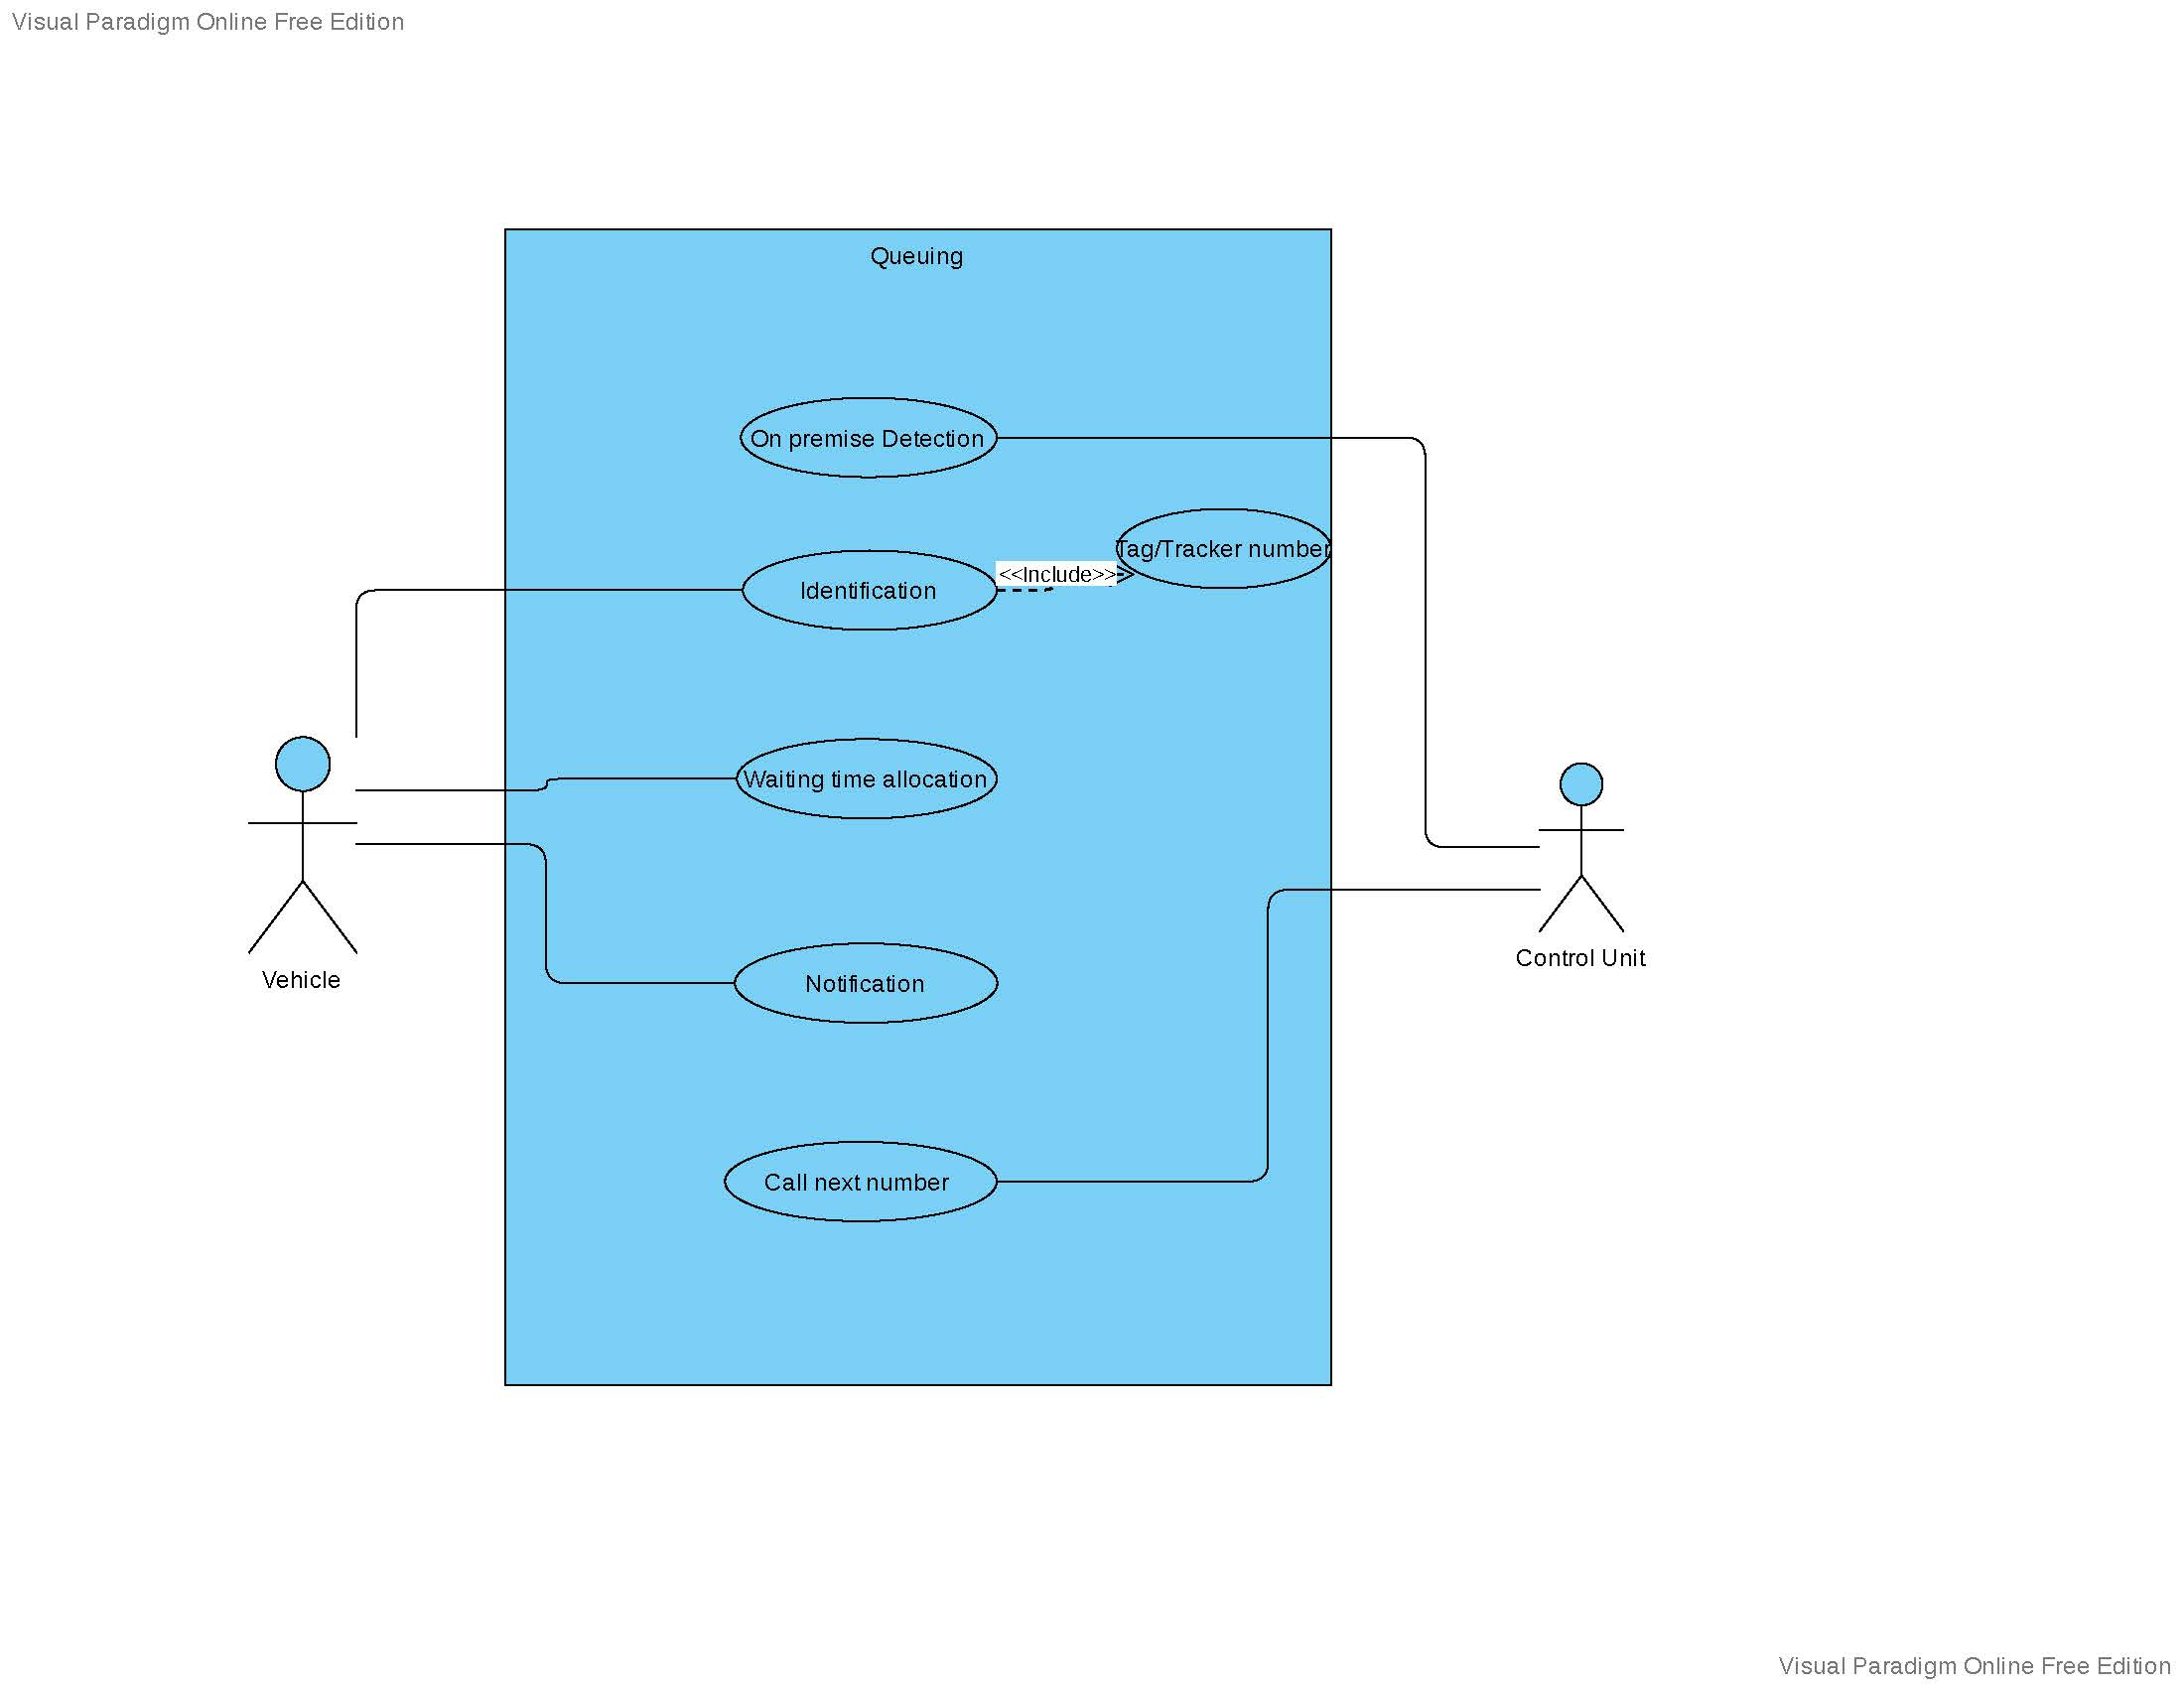 Visual Paradigm Online Free Edition
Queuing
On premise Detection
Tag/Tracker number
<<Include>>
Identification
Waiting time allocation
Vehicle
Control Unit
Notification
Call next number
Visual Paradigm Online Free Edition